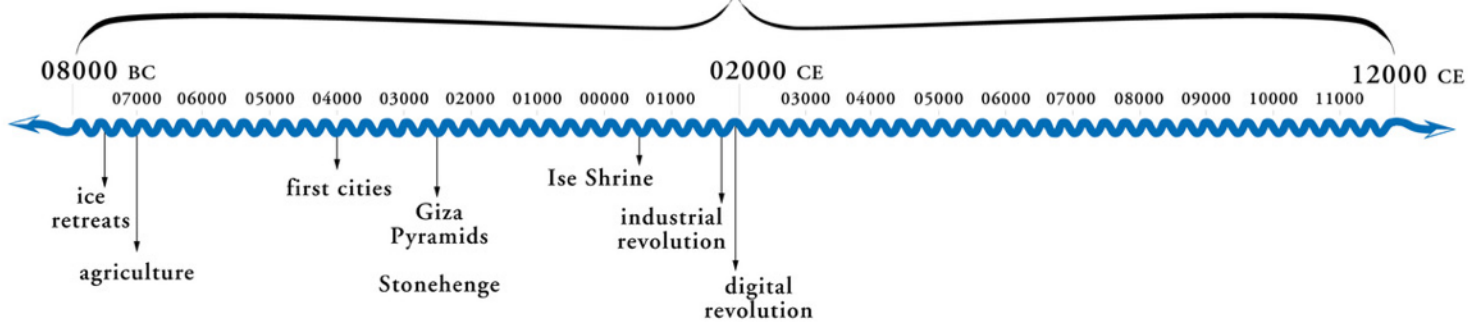 08000 BC
02000 CE
12000 CE
07000 06000 05000 04000 03000 02000 01000 00000 01000 03000 04000 05000 06000 07000 08000 09000 10000 11000
ice
retreats
agriculture
first cities
Giza
Pyramids
Stonehenge
Ise Shrine
industrial
revolution
digital
revolution